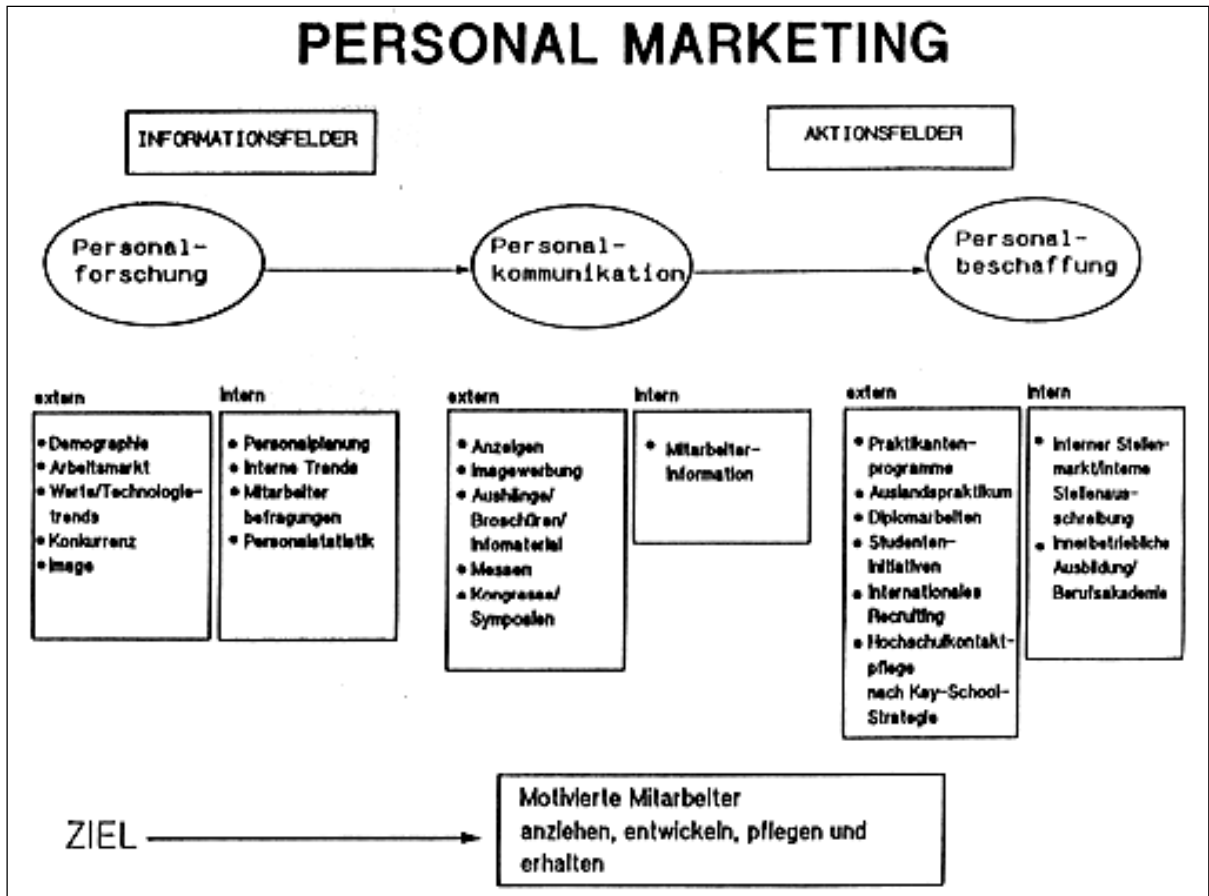 PERSONAL MARKETING
INFORMATIONSFELDER
AKTIONSFELDER
Personal-
forschung
Personal-
kommunikation
Personal-
beschaffung
extern
• Demographie
• Arbeitsmarkt
• Werte/Technologie-
trends
• Konkurrenz
• Image
intern
• Personalplanung
• Interne Trends
• Mitarbeiter
befragungen
• Personalstatistik
extern
• Anzeigen
• Imagewerbung
• Aushänge/
Broschüren/
Infomaterial
• Messen
• Kongresse/
Symposien
intern
• Mitarbeiter-
information
extern
• Praktikanten-
programme
• Auslandspraktikum
• Diplomarbeiten
• Studenten-
initiativen
• Internationales
Recruiting
• Hochschulkontakt-
pflege
nach Key-School-
Strategie
intern
• Interner Stellen-
markt/interne
Stellenaus-
schreibung
• Innerbetriebliche
Ausbildung/
Berufsakademie
ZIEL
Motivierte Mitarbeiter
anziehen, entwickeln, pflegen und
erhalten